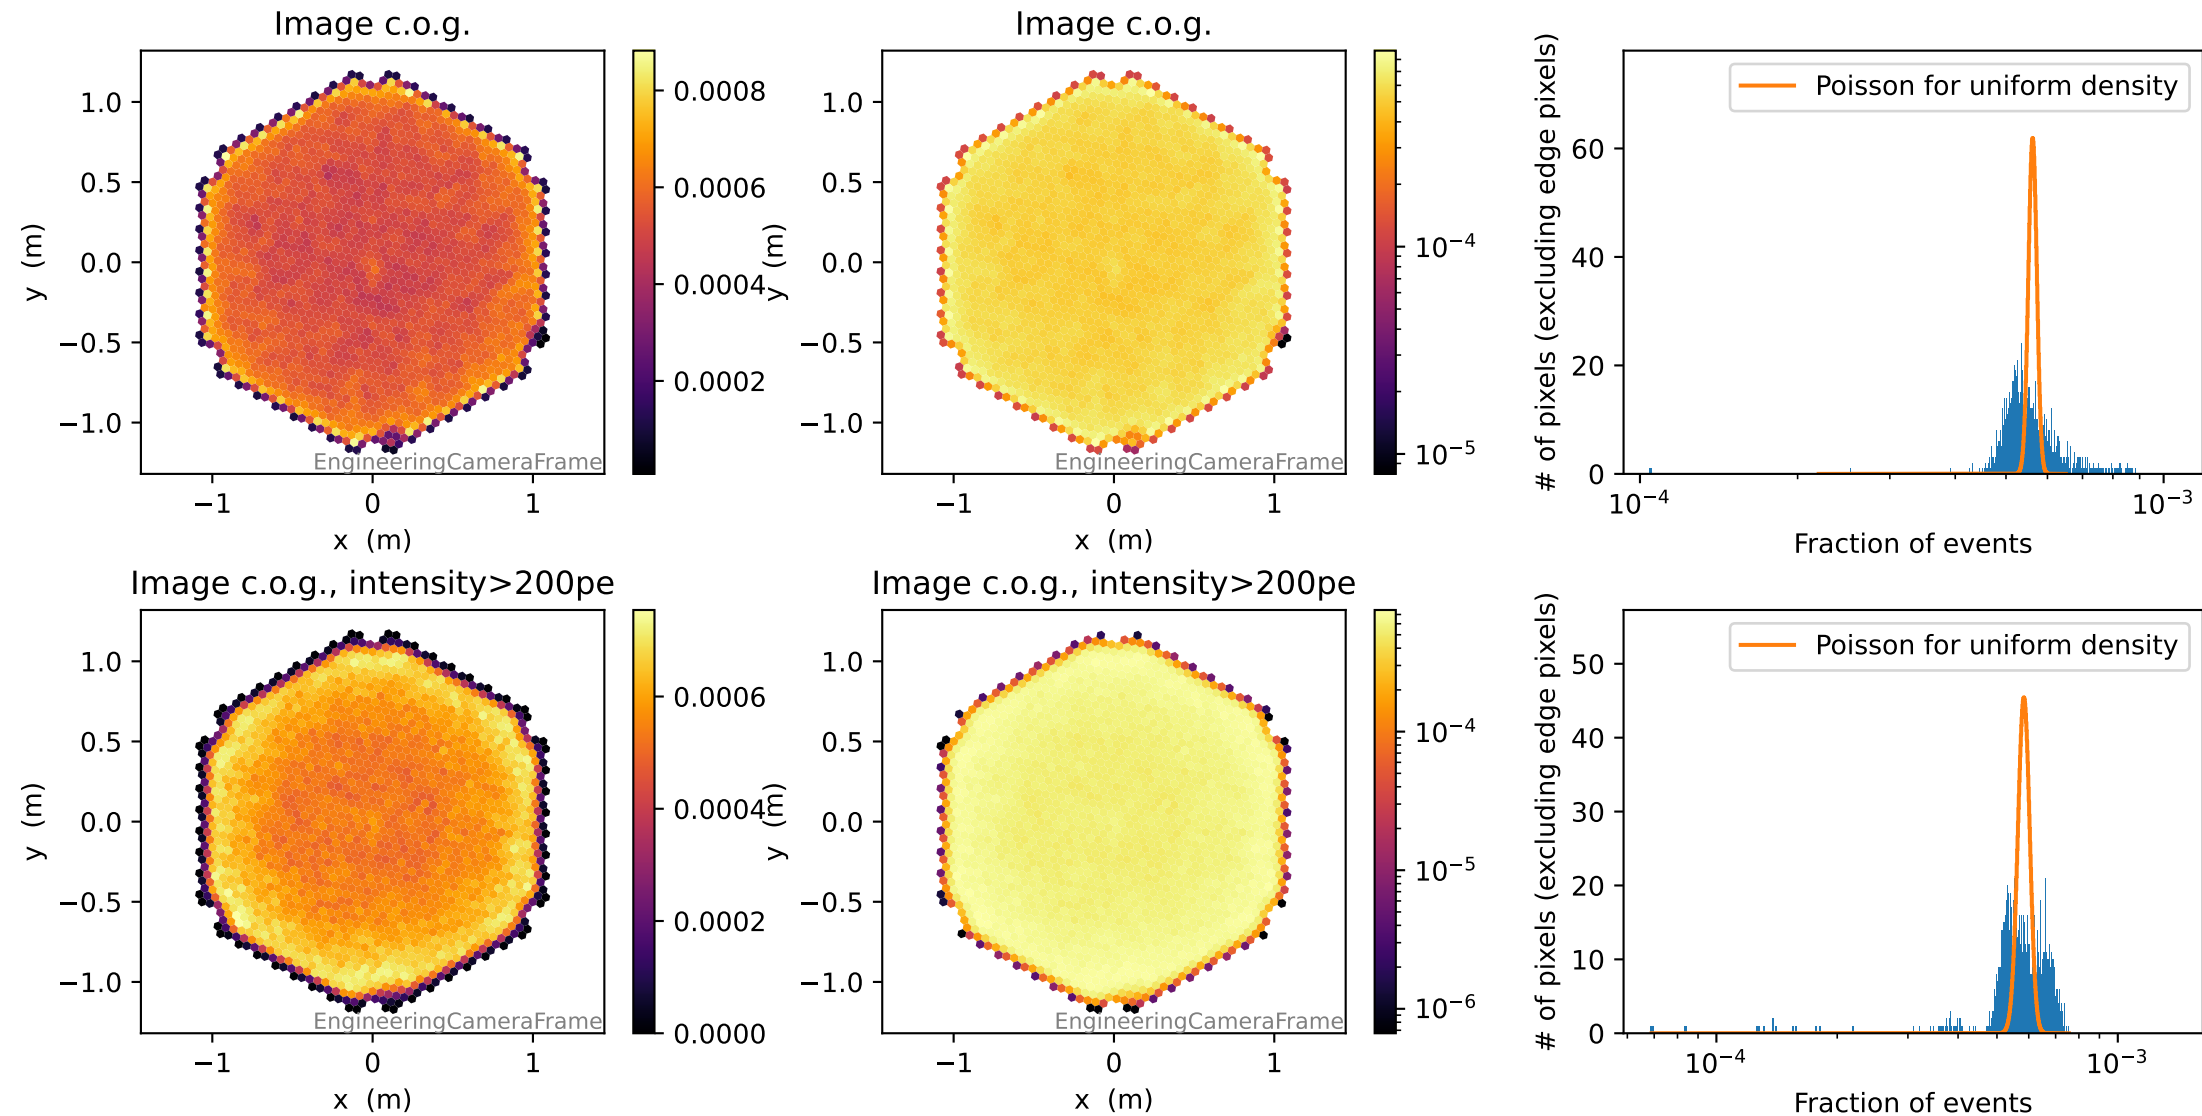 Image c.o.g.
1.0
0.5
0.0
−0.5
−1.0
y (m)
−1
0
1
x (m)
EngineeringCameraFrame
0.0008
0.0006
0.0004
0.0002
Image c.o.g.
1.0
0.5
0.0
−0.5
−1.0
y (m)
−1
0
1
x (m)
EngineeringCameraFrame
10⁻⁴
10⁻⁵
# of pixels (excluding edge pixels)
60
40
20
0
10⁻⁴
10⁻³
Fraction of events
Poisson for uniform density
Image c.o.g., intensity>200pe
1.0
0.5
0.0
−0.5
−1.0
y (m)
−1
0
1
x (m)
EngineeringCameraFrame
0.0006
0.0004
0.0002
0.0000
Image c.o.g., intensity>200pe
1.0
0.5
0.0
−0.5
−1.0
y (m)
−1
0
1
x (m)
EngineeringCameraFrame
10⁻⁴
10⁻⁵
10⁻⁶
# of pixels (excluding edge pixels)
50
40
30
20
10
0
10⁻⁴
10⁻³
Fraction of events
Poisson for uniform density